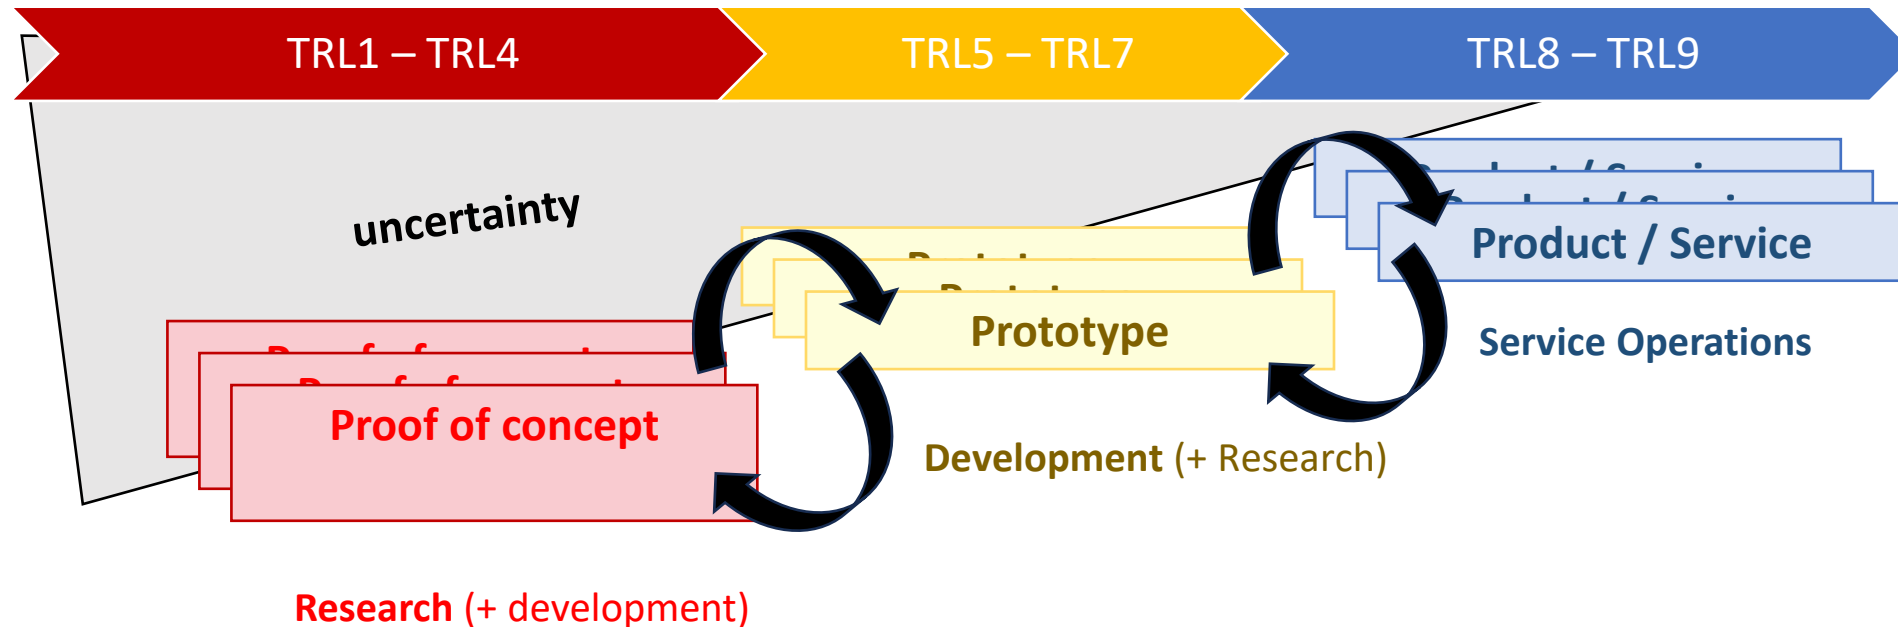 TRL1 – TRL4
TRL5 – TRL7
TRL8 – TRL9
uncertainty
Product / Service
Prototype
Service Operations
Proof of concept
Development (+ Research)
Research (+ development)